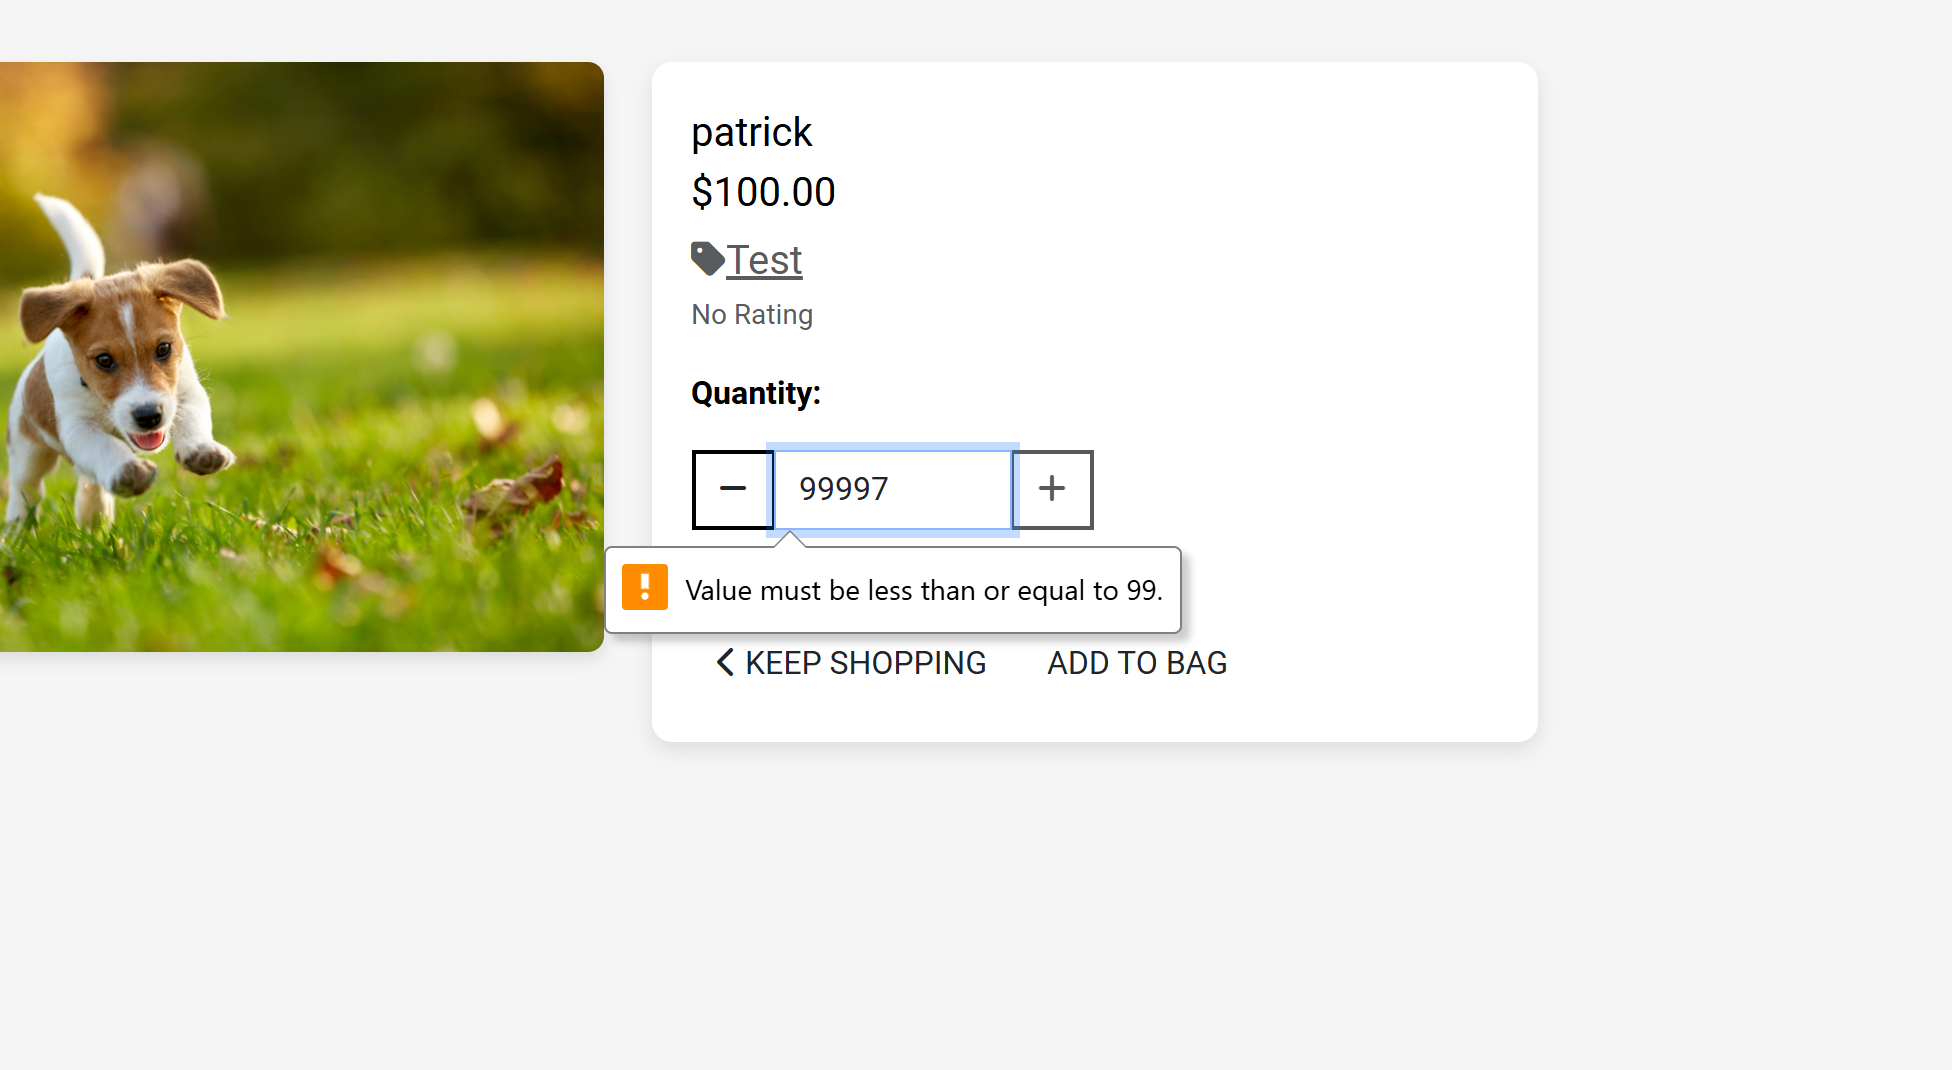 patrick
$100.00
Test
No Rating
Quantity:
99997
Value must be less than or equal to 99.
KEEP SHOPPING ADD TO BAG